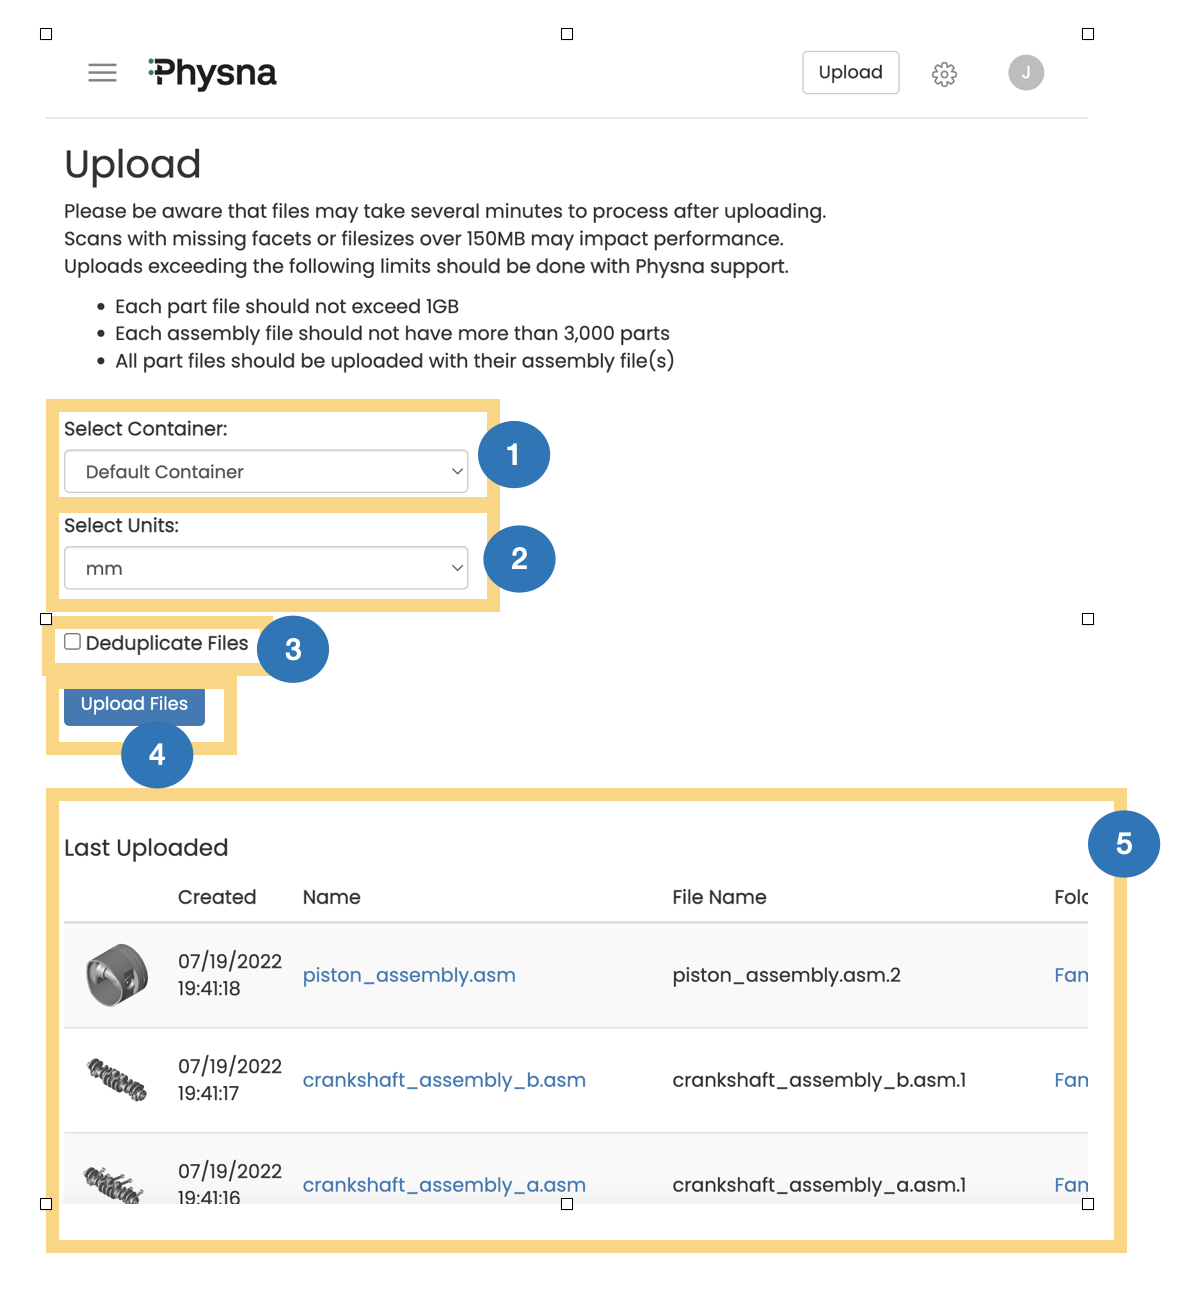 Physna
Upload
J
Upload
Please be aware that files may take several minutes to process after uploading.
Scans with missing facets or filesizes over 150MB may impact performance.
Uploads exceeding the following limits should be done with Physna support.
• Each part file should not exceed 1GB
• Each assembly file should not have more than 3,000 parts
• All part files should be uploaded with their assembly file(s)
Select Container:
Default Container
1
Select Units:
mm
2
Deduplicate Files
3
Upload Files
4
Last Uploaded
5
Created Name File Name
07/19/2022
19:41:18
piston_assembly.asm piston_assembly.asm.2
07/19/2022
19:41:17
crankshaft_assembly_b.asm crankshaft_assembly_b.asm.1
07/19/2022
19:41:16
crankshaft_assembly_a.asm crankshaft_assembly_a.asm.1